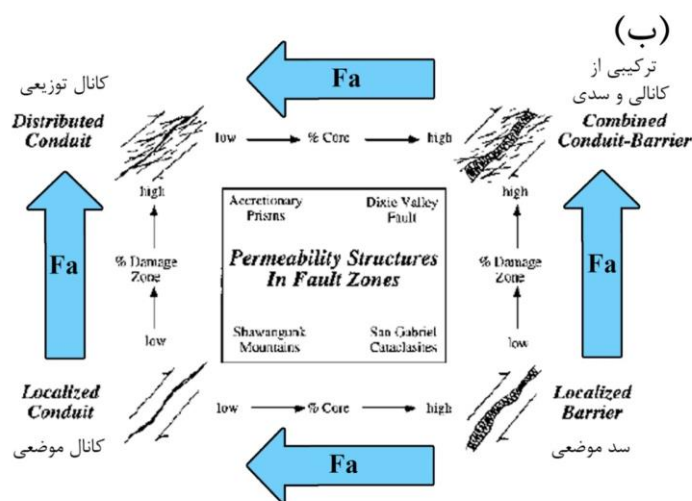 (ب)
Fa
کانال توزیعی
Distributed
Conduit
low
% Core
high
ترکیبی از
کانالی و سدی
Combined
Conduit-Barrier
high
high
Accretionary
Prisms
Dixie Valley
Fault
Fa
% Damage
Zone
Permeability Structures
In Fault Zones
% Damage
Zone
Fa
low
Shawangunk
Mountains
San Gabriel
Cataclasites
low
Localized
Conduit
کانال موضعی
low
% Core
high
Localized
Barrier
سد موضعی
Fa